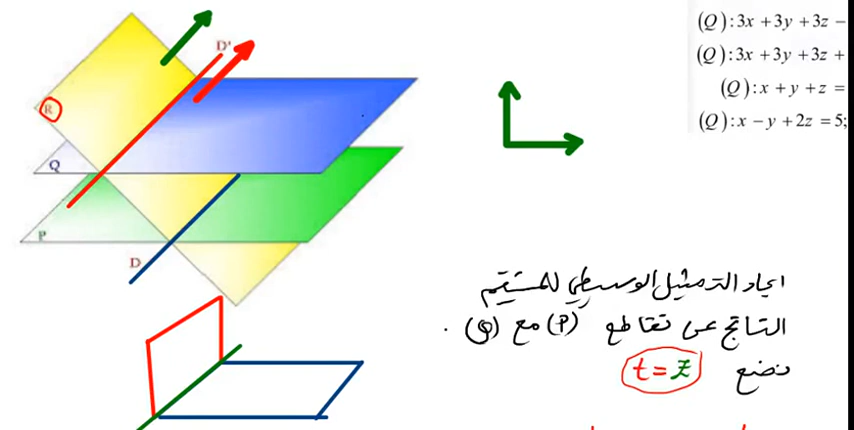 (Q) : 3x + 3y + 3z −
(Q) : 3x + 3y + 3z +
(Q) : x + y + z =
(Q) : x − y + 2z = 5;
D'
R
Q
P
D
ايجاد التمثيل الوسيطي للمستقيم
الناتج عن تقاطع (P) مع (Q) .
نضع t = z